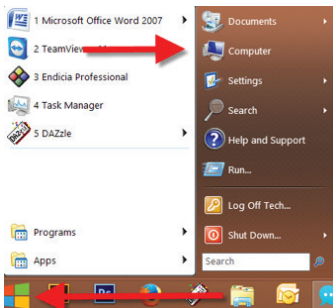 1 Microsoft Office Word 2007
2 TeamView
3 Endicia Professional
4 Task Manager
5 DAZzle
Programs
Apps
Documents
Computer
Settings
Search
Help and Support
Run...
Log Off Tech...
Shut Down...
Search